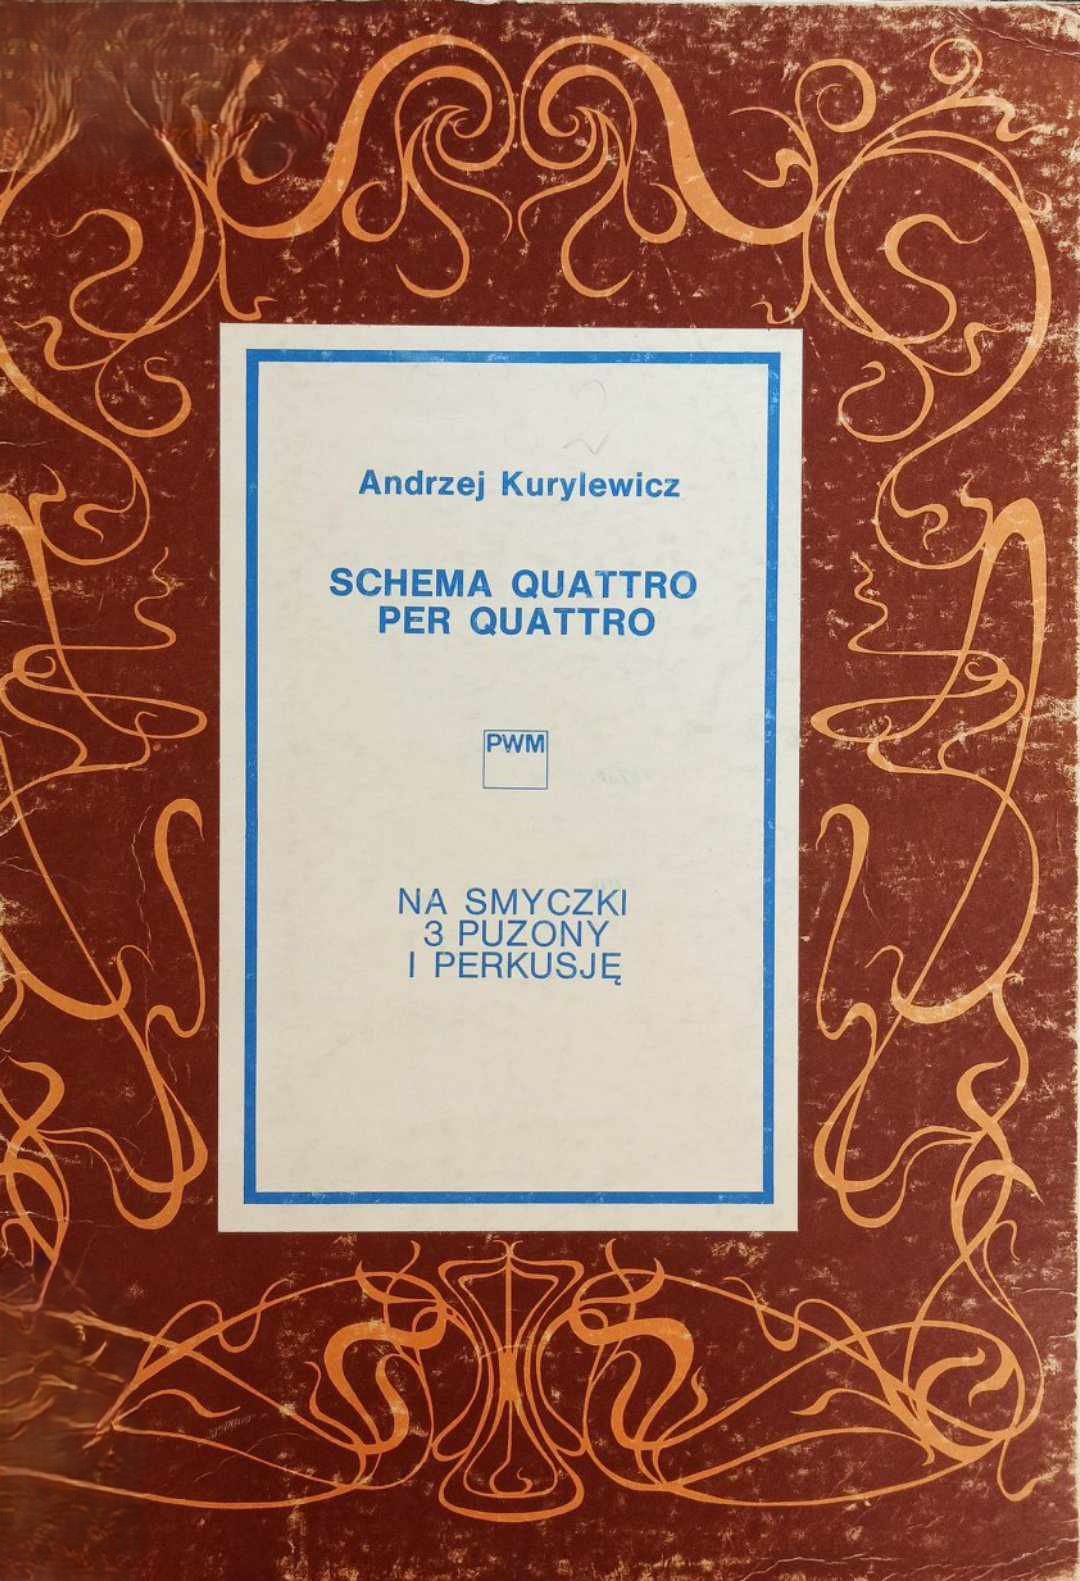 Andrzej Kurylewicz
SCHEMA QUATTRO
PER QUATTRO
PWM
NA SMYCZKI
3 PUZONY
I PERKUSJĘ